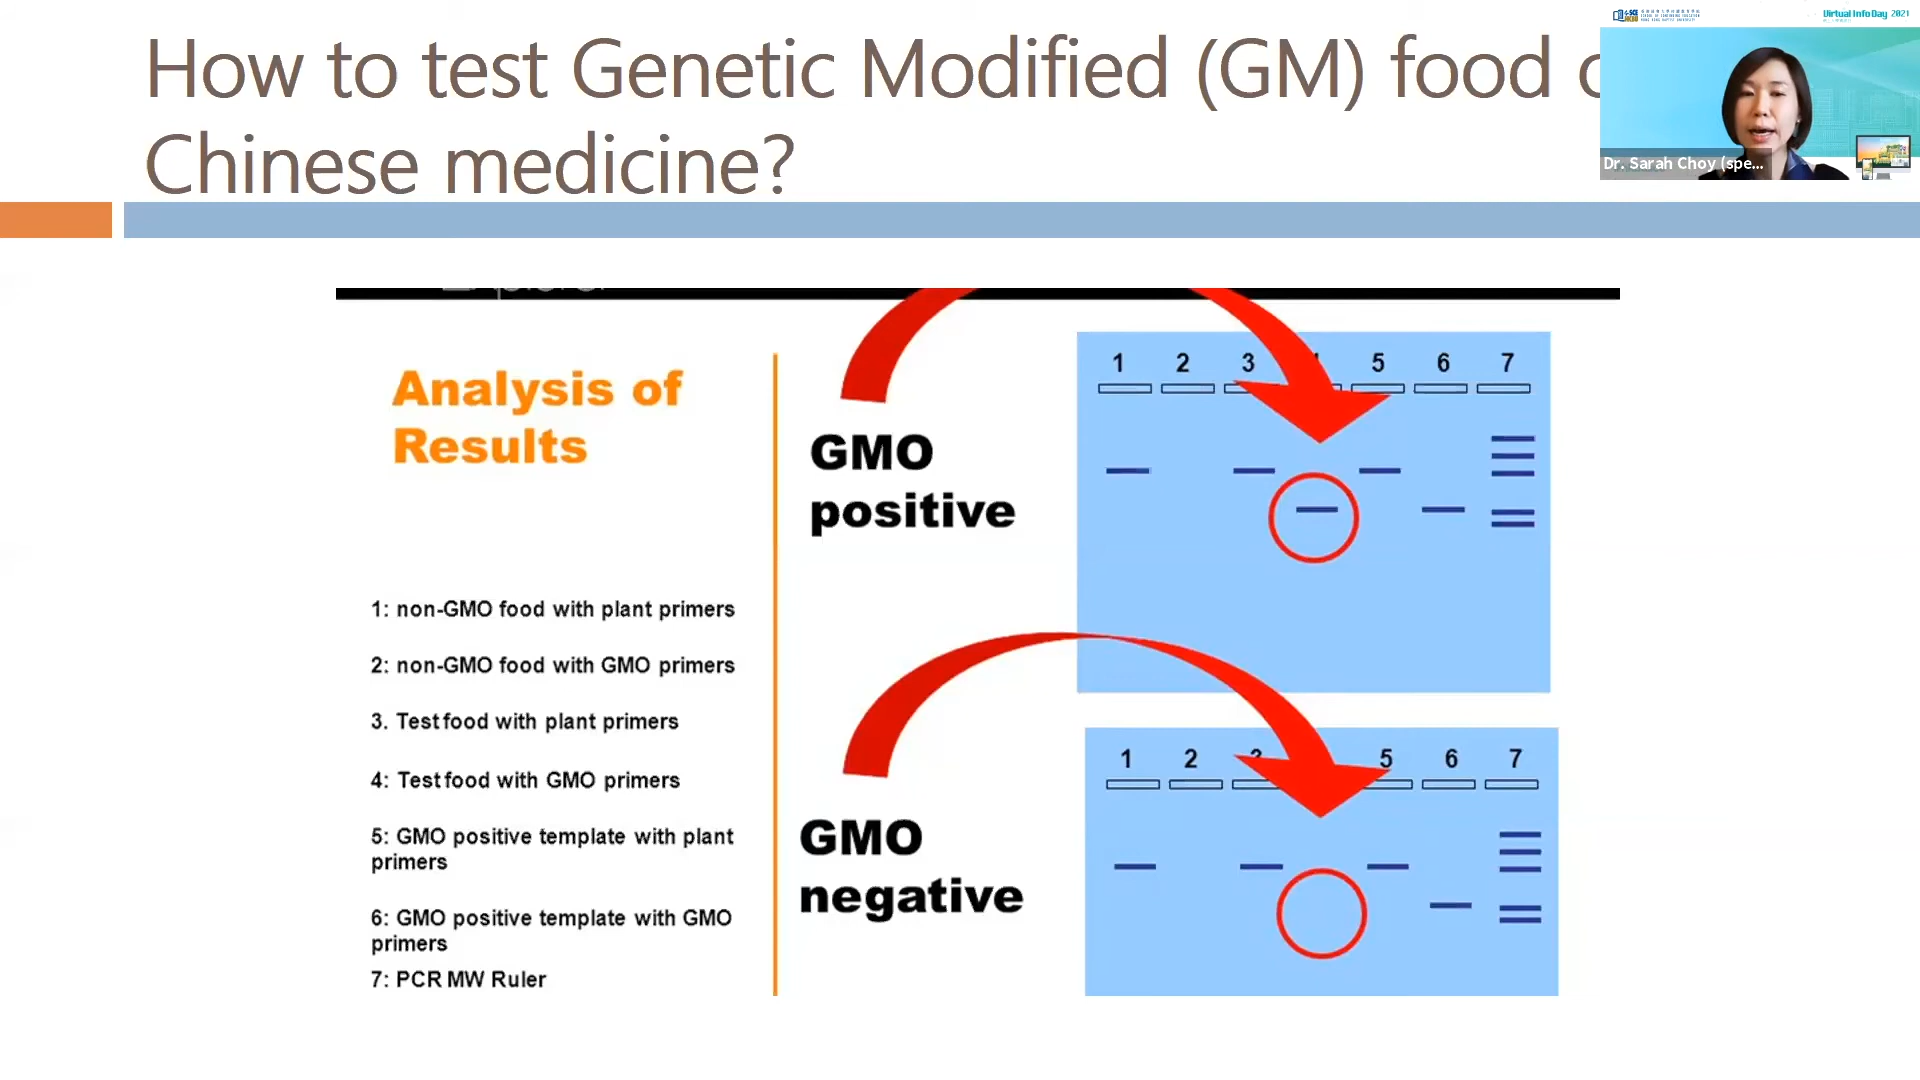 How to test Genetic Modified (GM) food
Chinese medicine?
Virtual InfoDay 2021
Dr. Sarah Choy (spe...
Analysis of
Results
1: non-GMO food with plant primers
2: non-GMO food with GMO primers
3. Test food with plant primers
4: Test food with GMO primers
5: GMO positive template with plant
primers
6: GMO positive template with GMO
primers
7: PCR MW Ruler
GMO
positive
1 2 3 5 6 7
GMO
negative
1 2 5 6 7